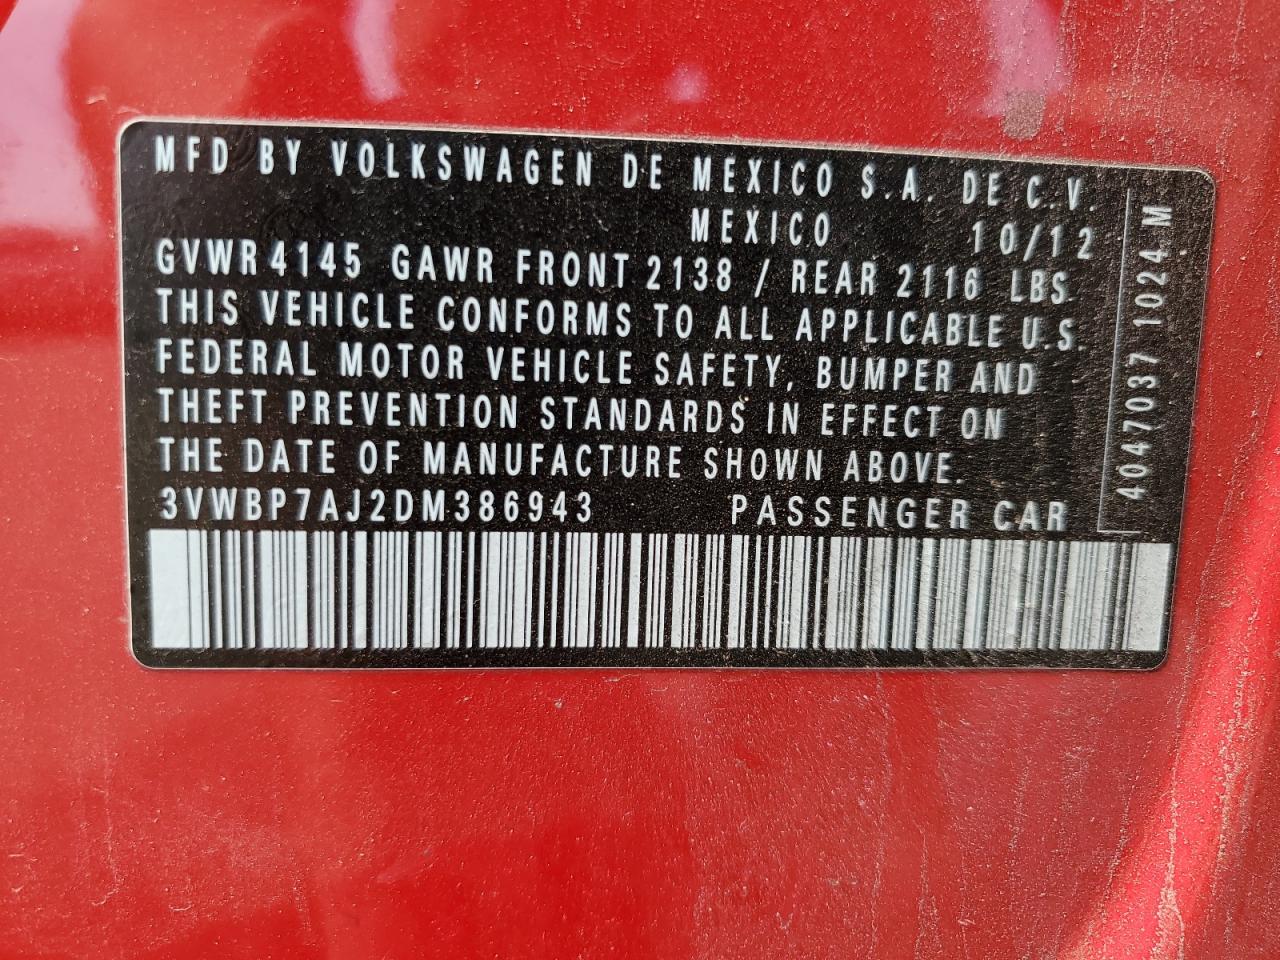 MFD BY VOLKSWAGEN DE MEXICO S.A. DE C.V.
MEXICO 10/12
GVWR 4145 GAWR FRONT 2138 / REAR 2116 LBS
THIS VEHICLE CONFORMS TO ALL APPLICABLE U.S.
FEDERAL MOTOR VEHICLE SAFETY, BUMPER AND
THEFT PREVENTION STANDARDS IN EFFECT ON
THE DATE OF MANUFACTURE SHOWN ABOVE.
3VWBP7AJ2DM386943 PASSENGER CAR
4047037 1024 M